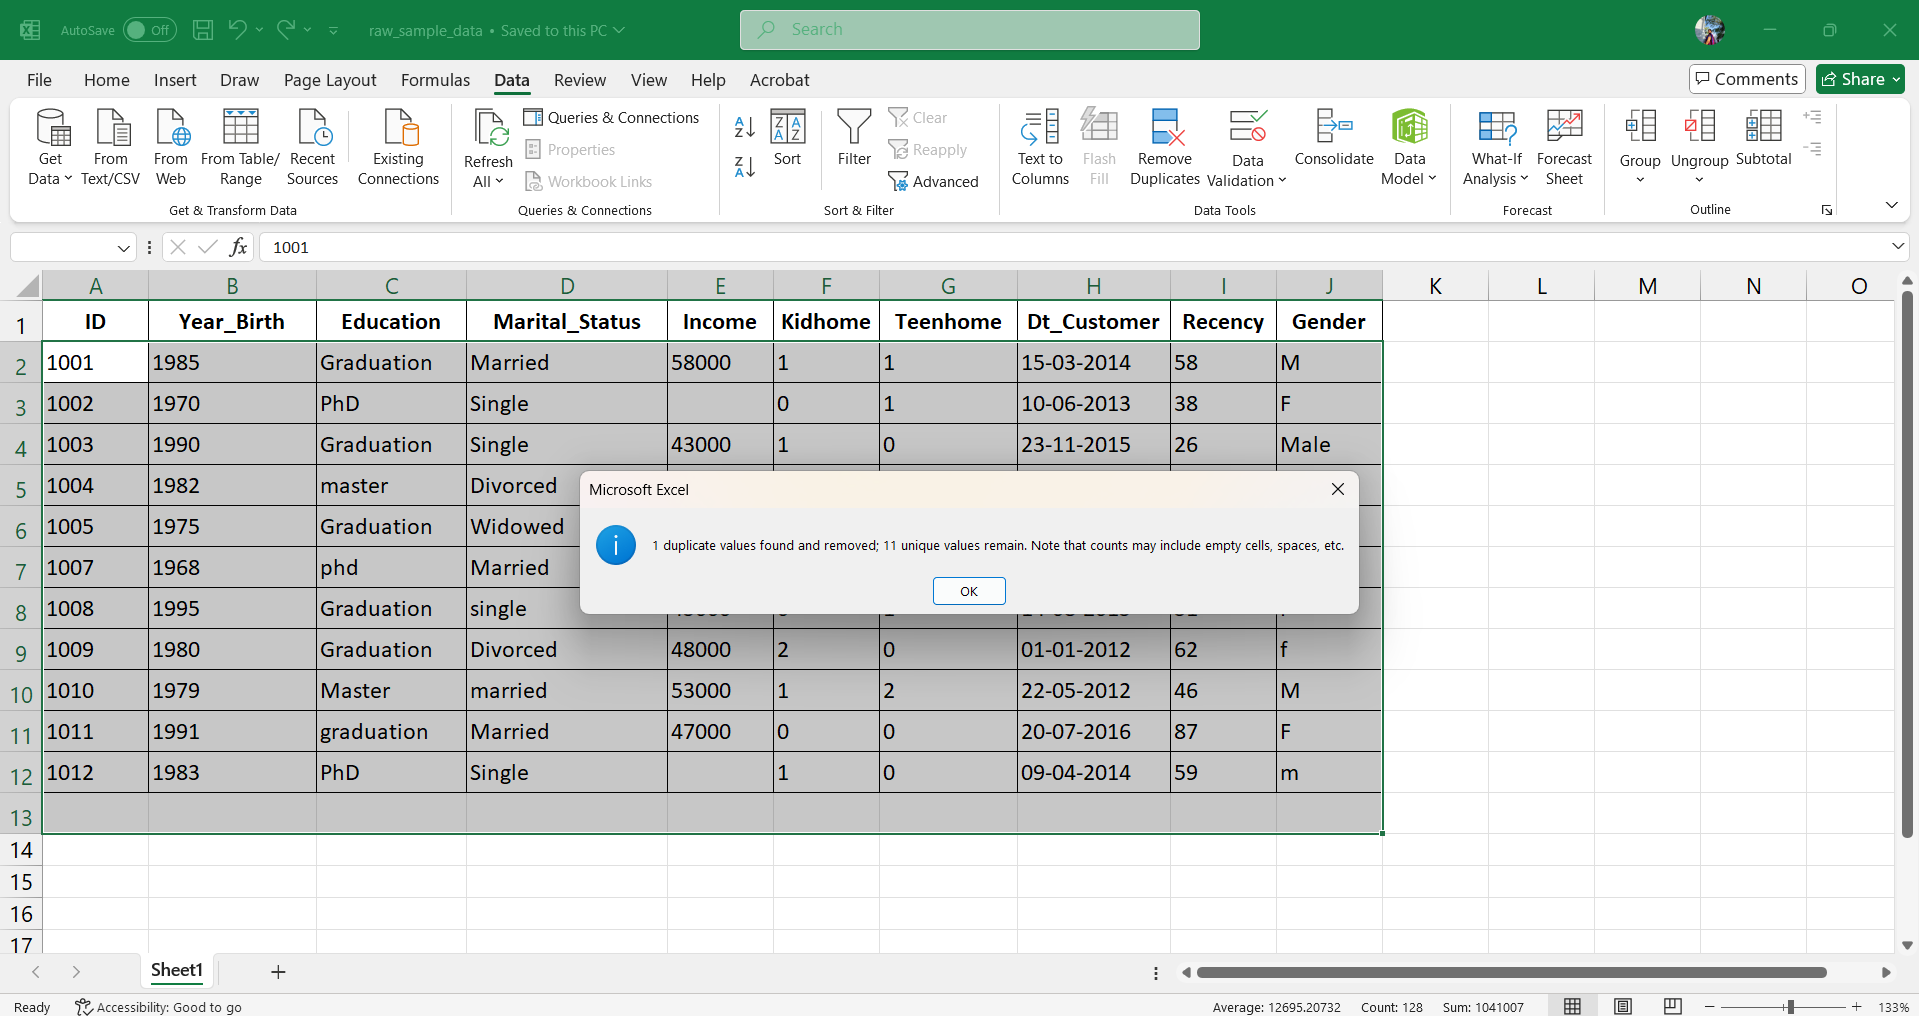 AutoSave Off raw_sample_data • Saved to this PC Search
File Home Insert Draw Page Layout Formulas Data Review View Help Acrobat Comments Share
Get Data From Text/CSV From Web From Table/ Range Recent Sources Existing Connections
Get & Transform Data
Refresh All Queries & Connections
Properties
Workbook Links
Queries & Connections
Sort Filter Clear
Reapply
Advanced
Sort & Filter
Text to Columns Flash Fill Remove Duplicates Data Validation Consolidate Data Model
Data Tools
What-If Analysis Forecast Sheet
Forecast
Group Ungroup Subtotal
Outline
fx 1001
A B C D E F G H I J K L M N O
1 ID Year_Birth Education Marital_Status Income Kidhome Teenhome Dt_Customer Recency Gender
2 1001 1985 Graduation Married 58000 1 1 15-03-2014 58 M
3 1002 1970 PhD Single 0 1 10-06-2013 38 F
4 1003 1990 Graduation Single 43000 1 0 23-11-2015 26 Male
5 1004 1982 master Divorced
6 1005 1975 Graduation Widowed
7 1007 1968 phd Married
8 1008 1995 Graduation single
9 1009 1980 Graduation Divorced 48000 2 0 01-01-2012 62 f
10 1010 1979 Master married 53000 1 2 22-05-2012 46 M
11 1011 1991 graduation Married 47000 0 0 20-07-2016 87 F
12 1012 1983 PhD Single 1 0 09-04-2014 59 m
13
14
15
16
17
Microsoft Excel
1 duplicate values found and removed; 11 unique values remain. Note that counts may include empty cells, spaces, etc.
OK
Sheet1
Ready Accessibility: Good to go Average: 12695.20732 Count: 128 Sum: 1041007 133%